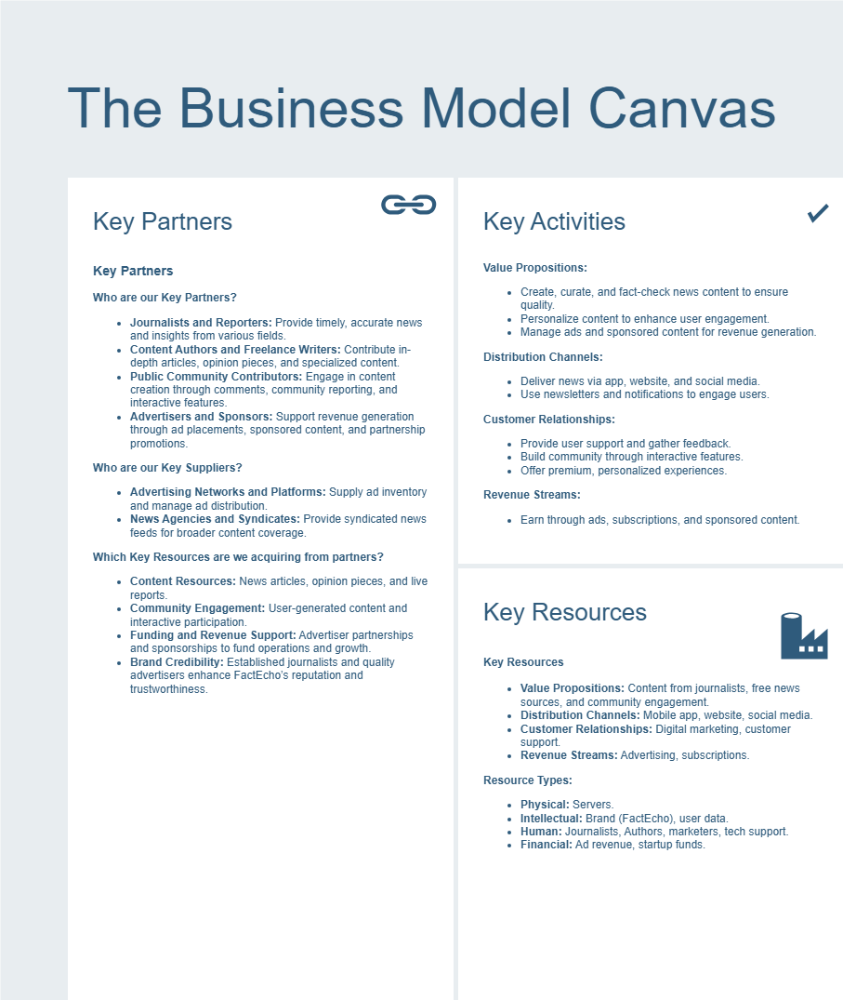 The Business Model Canvas
Key Partners
Key Partners
Who are our Key Partners?
Journalists and Reporters: Provide timely, accurate news
and insights from various fields.
Content Authors and Freelance Writers: Contribute in-
depth articles, opinion pieces, and specialized content.
Public Community Contributors: Engage in content
creation through comments, community reporting, and
interactive features.
Advertisers and Sponsors: Support revenue generation
through ad placements, sponsored content, and partnership
promotions.
Who are our Key Suppliers?
Advertising Networks and Platforms: Supply ad inventory
and manage ad distribution.
News Agencies and Syndicates: Provide syndicated news
feeds for broader content coverage.
Which Key Resources are we acquiring from partners?
Content Resources: News articles, opinion pieces, and live
reports.
Community Engagement: User-generated content and
interactive participation.
Funding and Revenue Support: Advertiser partnerships
and sponsorships to fund operations and growth.
Brand Credibility: Established journalists and quality
advertisers enhance FactEcho's reputation and
trustworthiness.
Key Activities
Value Propositions:
Create, curate, and fact-check news content to ensure
quality.
Personalize content to enhance user engagement.
Manage ads and sponsored content for revenue generation.
Distribution Channels:
Deliver news via app, website, and social media.
Use newsletters and notifications to engage users.
Customer Relationships:
Provide user support and gather feedback.
Build community through interactive features.
Offer premium, personalized experiences.
Revenue Streams:
Earn through ads, subscriptions, and sponsored content.
Key Resources
Key Resources
Value Propositions: Content from journalists, free news
sources, and community engagement.
Distribution Channels: Mobile app, website, social media.
Customer Relationships: Digital marketing, customer
support.
Revenue Streams: Advertising, subscriptions.
Resource Types:
Physical: Servers.
Intellectual: Brand (FactEcho), user data.
Human: Journalists, Authors, marketers, tech support.
Financial: Ad revenue, startup funds.